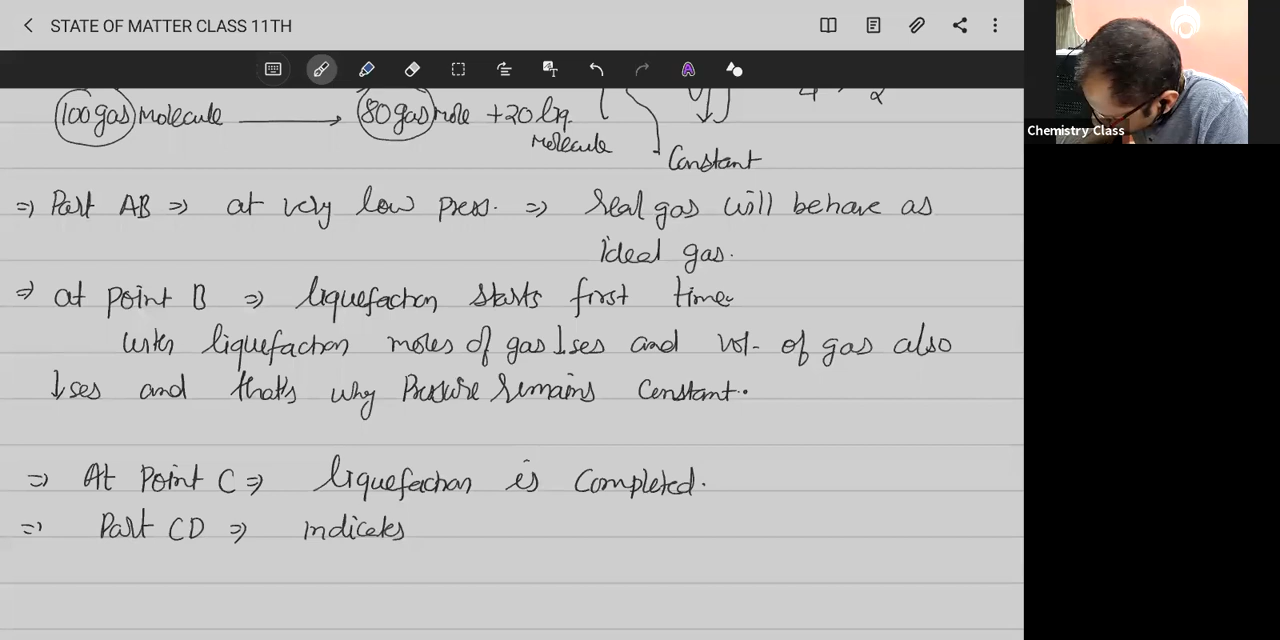 STATE OF MATTER CLASS 11TH
Chemistry Class
100 gas molecule → 80 gas mole + 20 liq.
molecule
Constant
⇒ Part AB ⇒ at very low press. ⇒ real gas will behave as
ideal gas.
⇒ at point B ⇒ liquefaction starts first time
with liquefaction moles of gas ↓ses and vol. of gas also
↓ses and that's why Pressure remains Constant.
⇒ At Point C ⇒ liquefaction is Completed.
⇒ Part CD ⇒ indicates